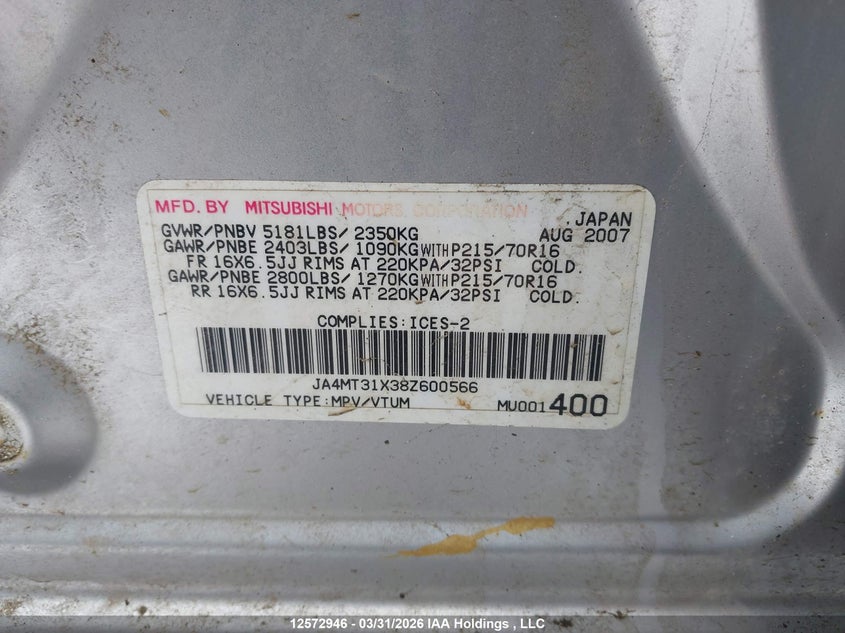 MFD. BY MITSUBISHI MOTORS CORPORATION JAPAN
GVWR/PNBV 5181LBS/ 2350KG AUG 2007
GAWR/PNBE 2403LBS/ 1090KG WITH P215/70R16
FR 16X6.5JJ RIMS AT 220KPA/32PSI COLD.
GAWR/PNBE 2800LBS/ 1270KG WITH P215/70R16
RR 16X6.5JJ RIMS AT 220KPA/32PSI COLD.
COMPLIES:ICES-2
JA4MT31X38Z600566
VEHICLE TYPE:MPV/VTUM MU001400
12572946 - 03/31/2026 IAA Holdings , LLC